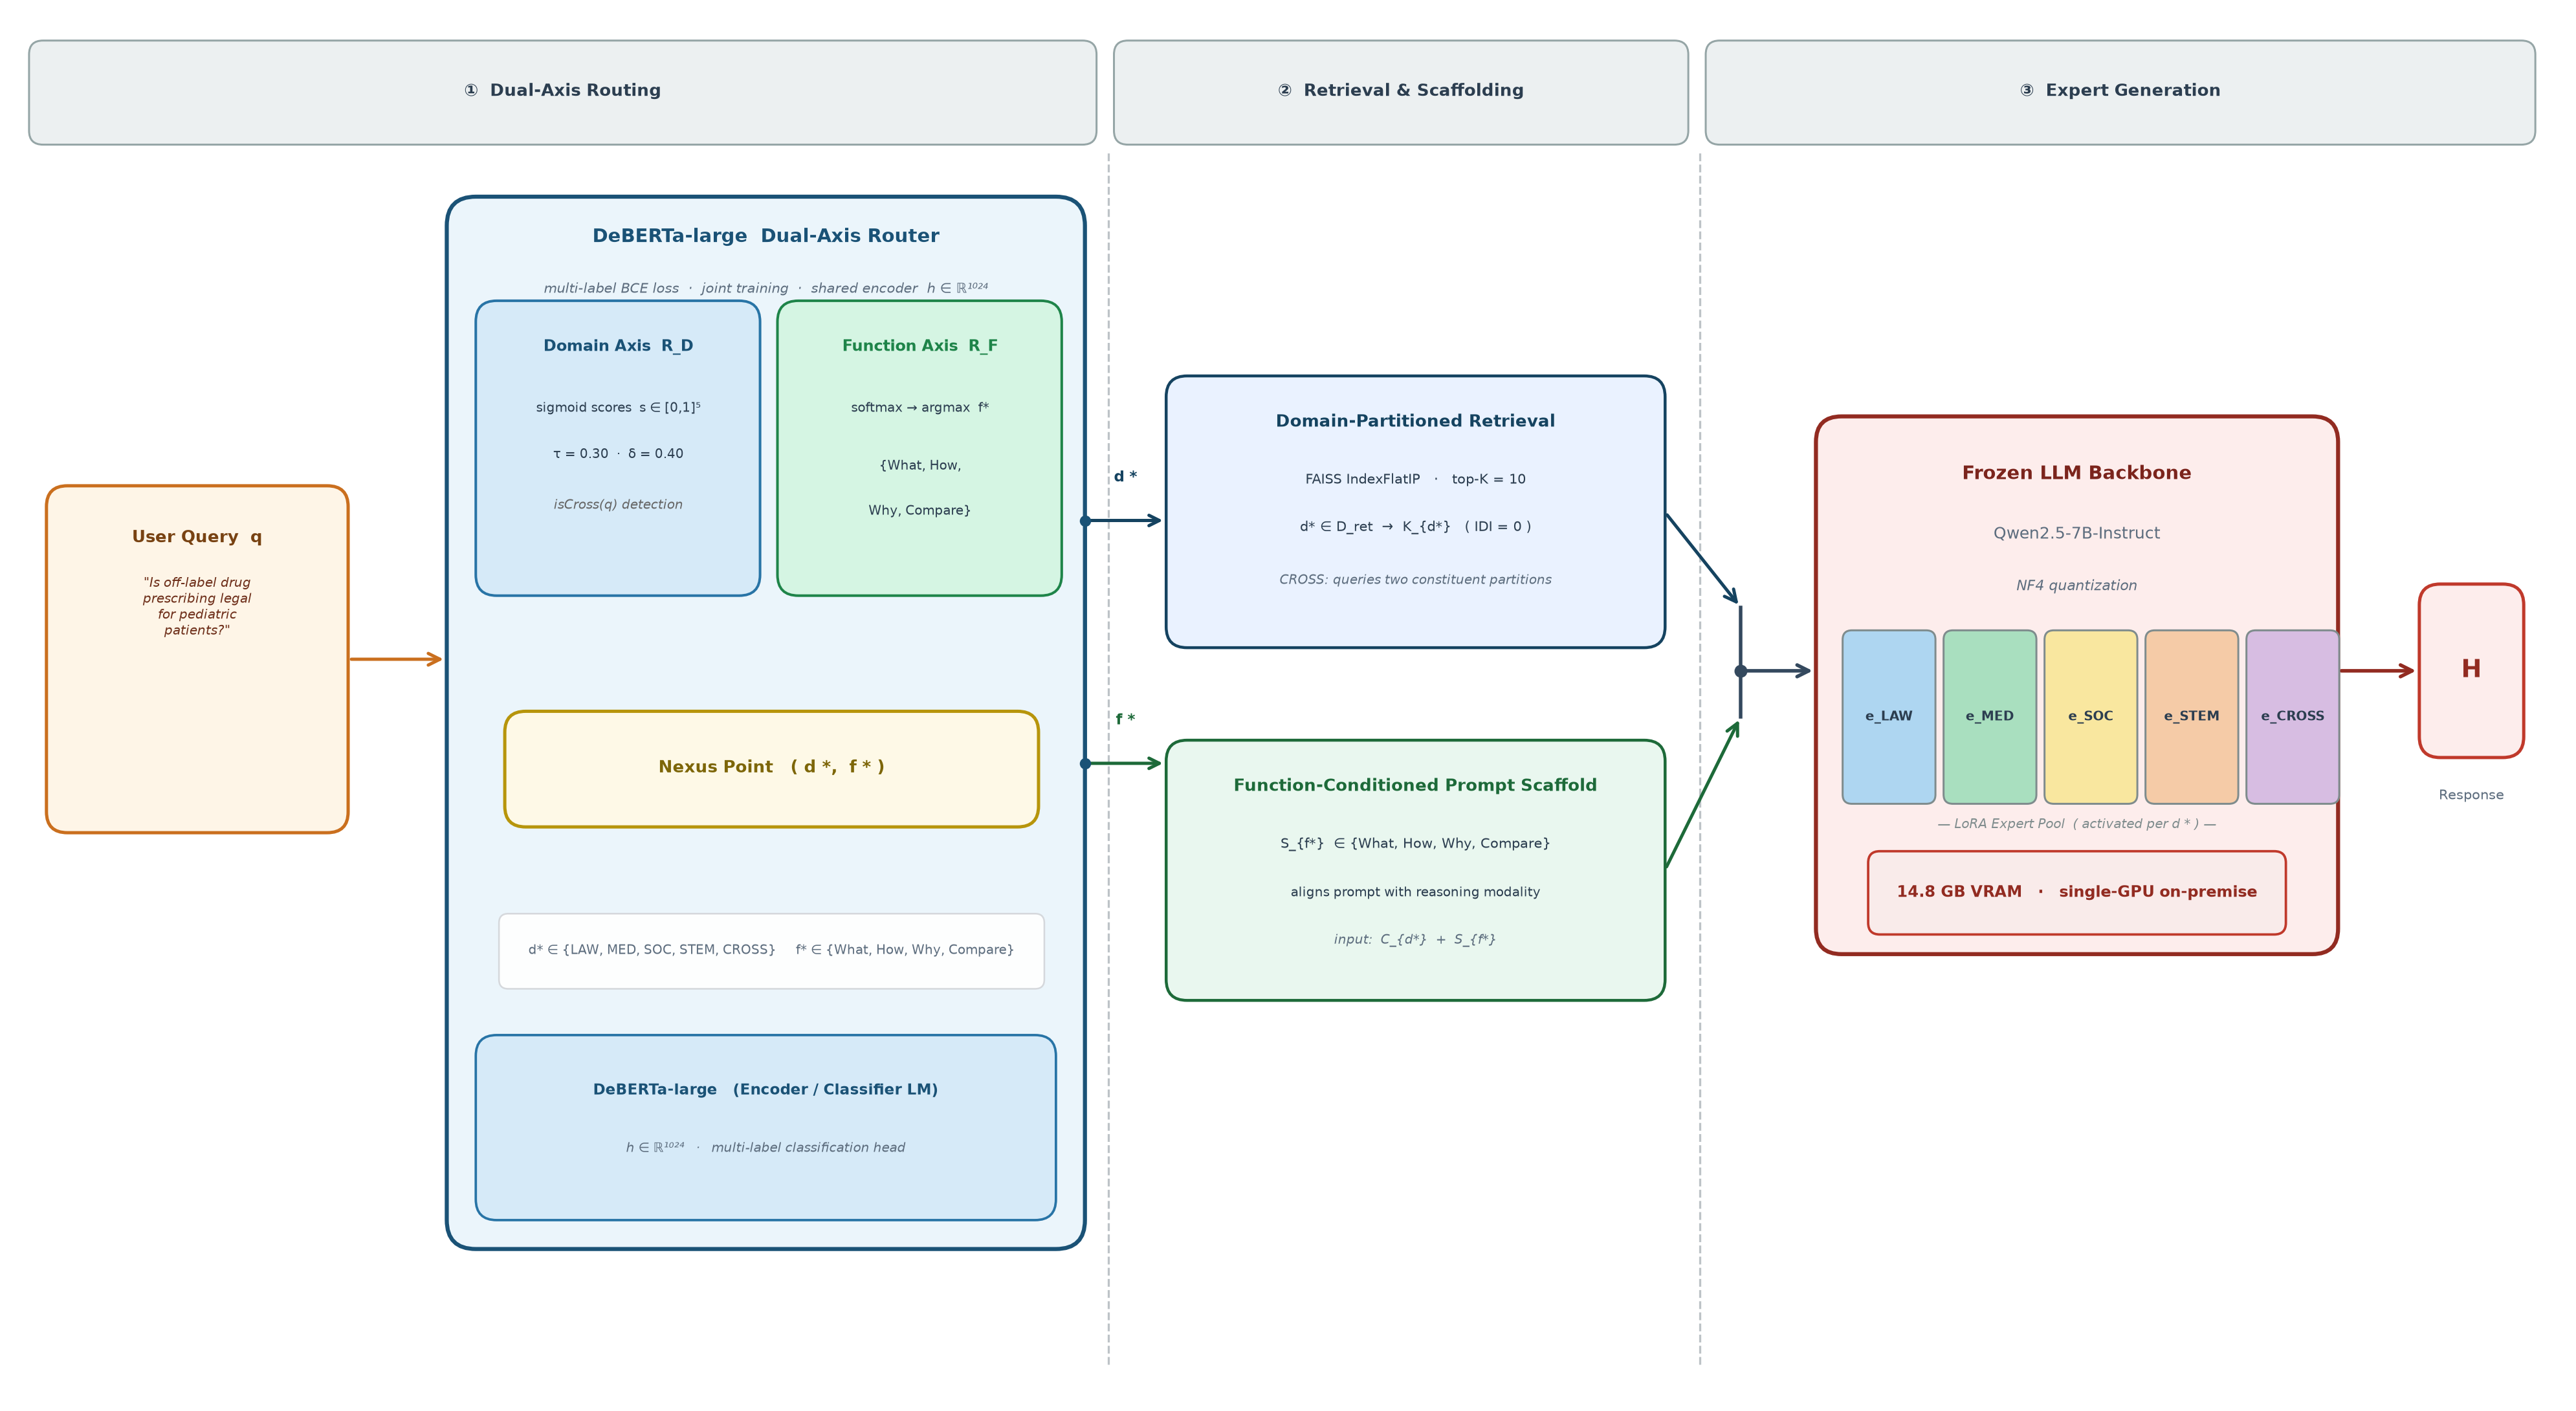 ① Dual-Axis Routing
② Retrieval & Scaffolding
③ Expert Generation
User Query q
"Is off-label drug
prescribing legal
for pediatric
patients?"
DeBERTa-large Dual-Axis Router
multi-label BCE loss · joint training · shared encoder h ∈ ℝ¹⁰²⁴
Domain Axis R_D
sigmoid scores s ∈ [0,1]⁵
τ = 0.30 · δ = 0.40
isCross(q) detection
Function Axis R_F
softmax → argmax f*
{What, How,
Why, Compare}
Nexus Point ( d *, f * )
d* ∈ {LAW, MED, SOC, STEM, CROSS} f* ∈ {What, How, Why, Compare}
DeBERTa-large (Encoder / Classifier LM)
h ∈ ℝ¹⁰²⁴ · multi-label classification head
d *
f *
Domain-Partitioned Retrieval
FAISS IndexFlatIP · top-K = 10
d* ∈ D_ret → K_{d*} ( IDI = 0 )
CROSS: queries two constituent partitions
Function-Conditioned Prompt Scaffold
S_{f*} ∈ {What, How, Why, Compare}
aligns prompt with reasoning modality
input: C_{d*} + S_{f*}
Frozen LLM Backbone
Qwen2.5-7B-Instruct
NF4 quantization
e_LAW
e_MED
e_SOC
e_STEM
e_CROSS
— LoRA Expert Pool ( activated per d * ) —
14.8 GB VRAM · single-GPU on-premise
H
Response